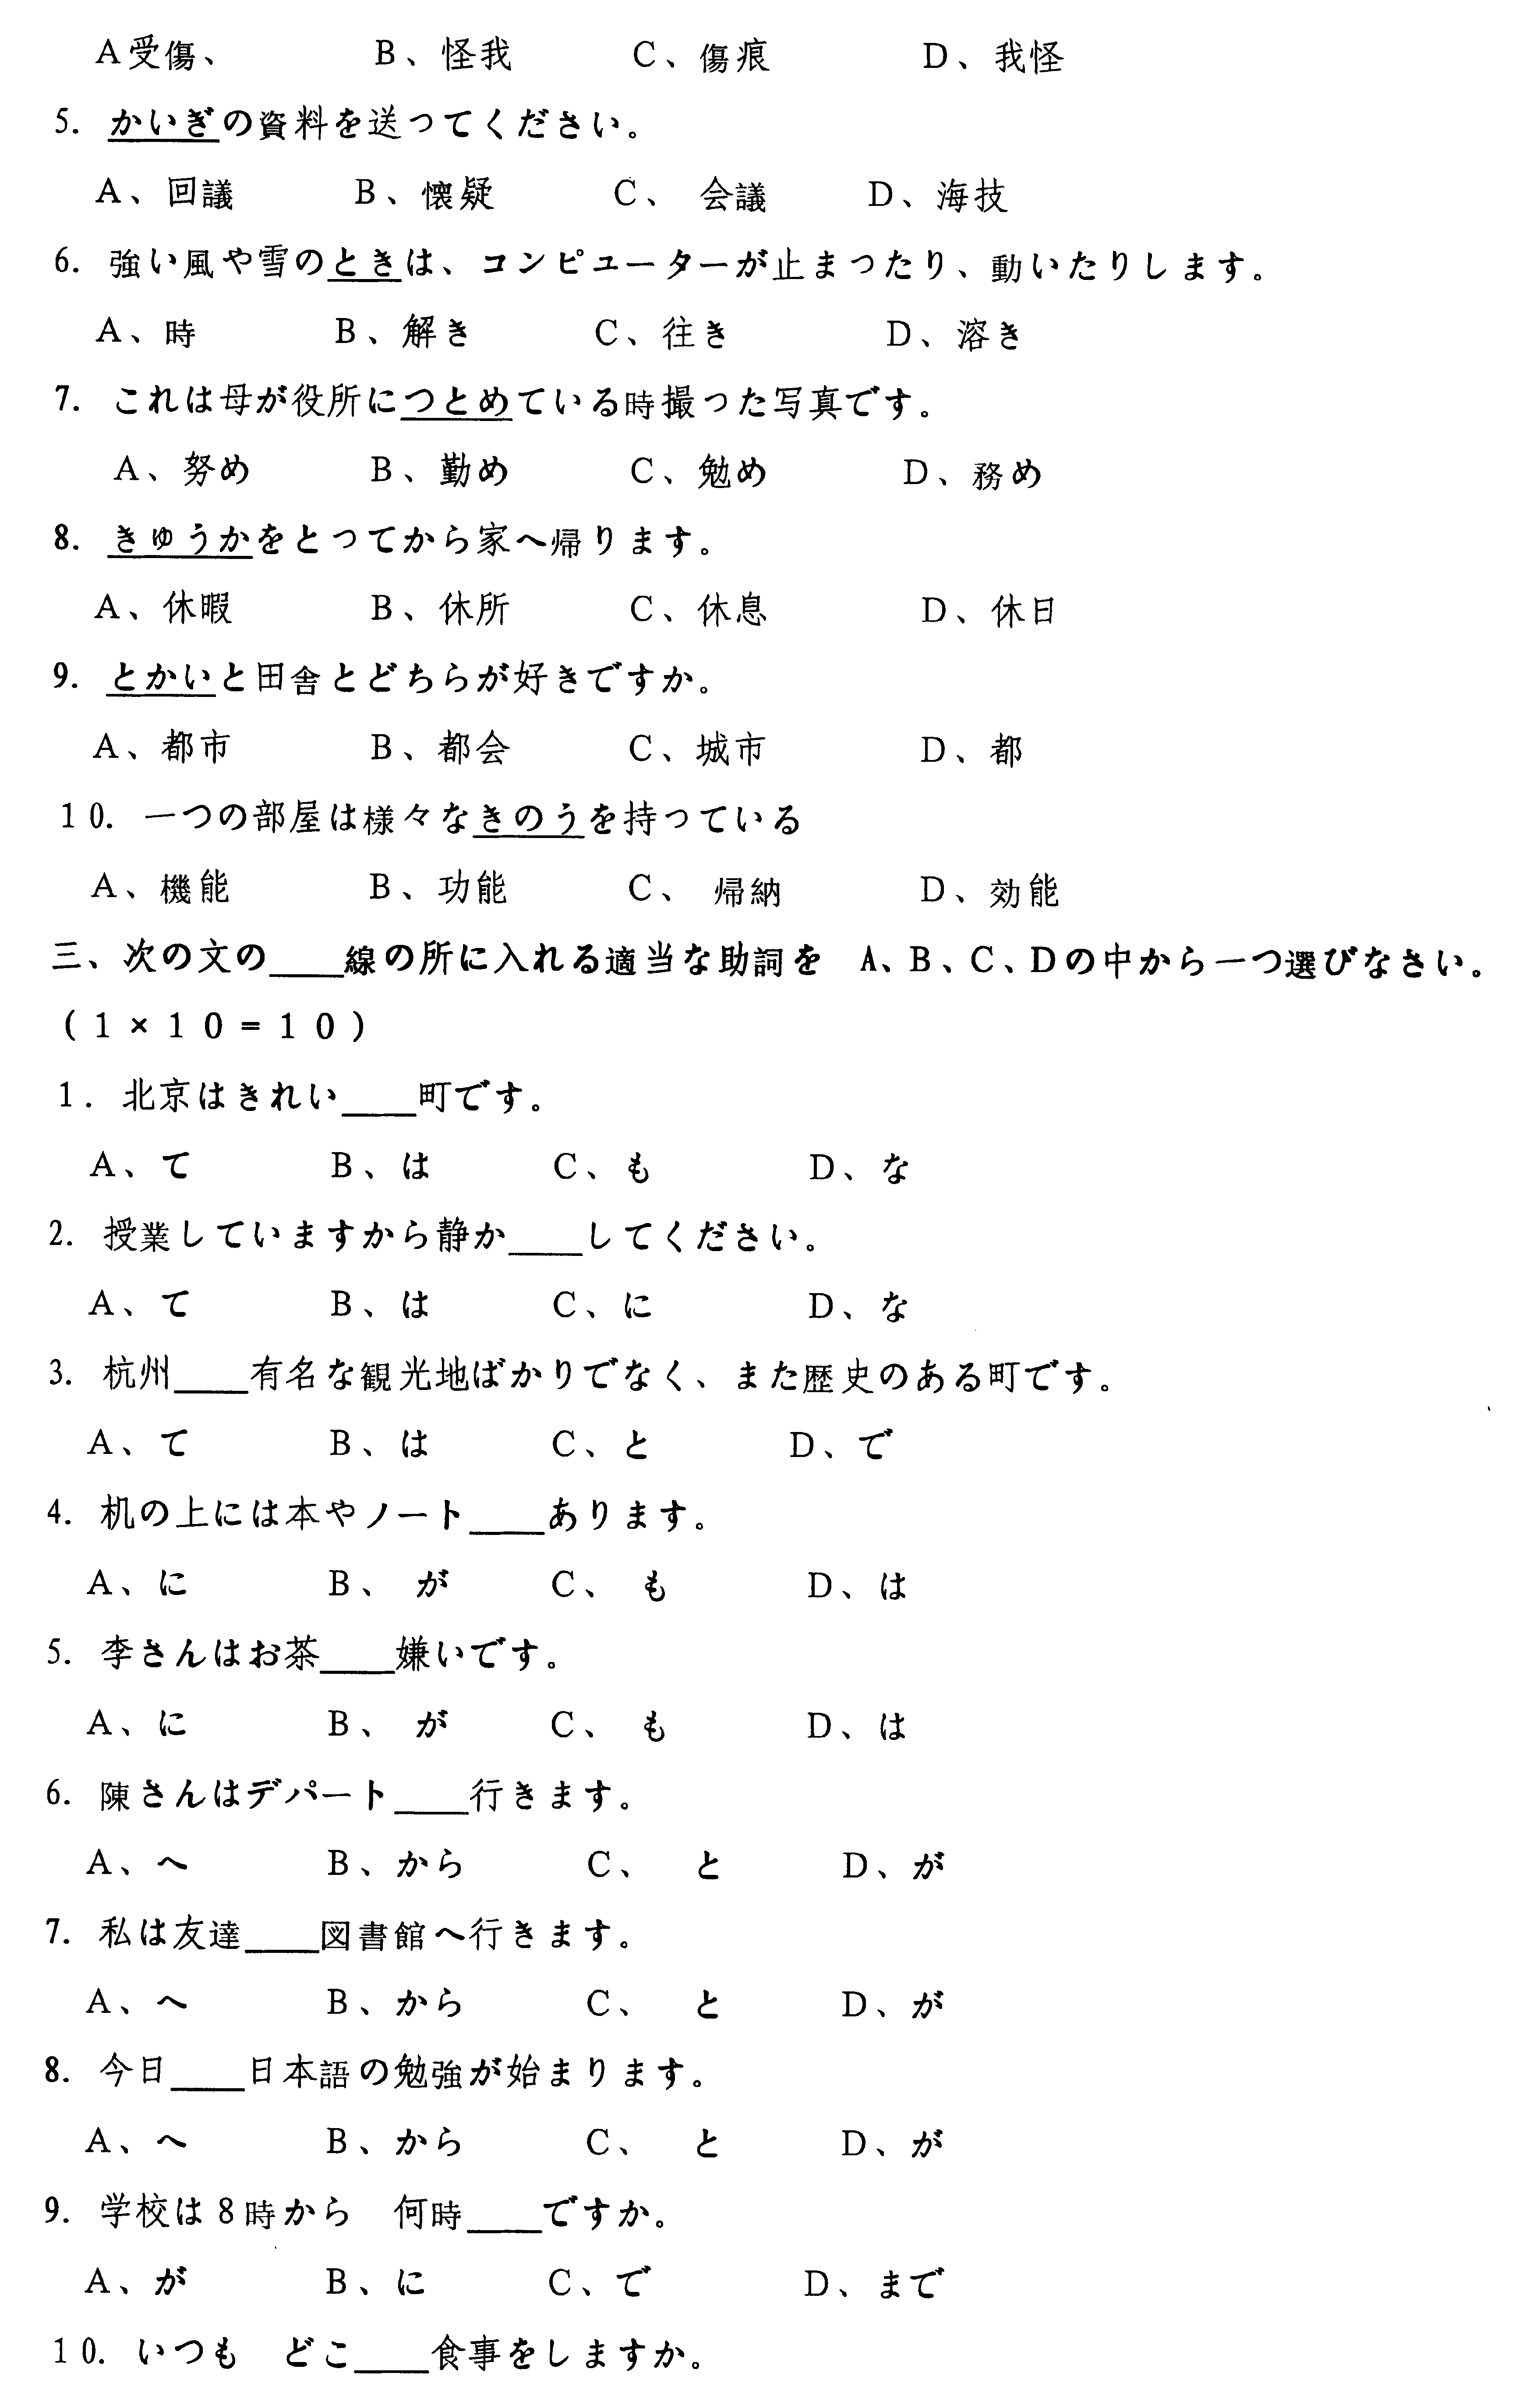 A受傷、 B、怪我 C、傷痕 D、我怪
5. かいぎの資料を送ってください。
A、回議 B、懐疑 C、 会議 D、海技
6. 強い風や雪のときは、コンピューターが止まったり、動いたりします。
A、時 B、解き C、往き D、溶き
7. これは母が役所につとめている時撮った写真です。
A、努め B、勤め C、勉め D、務め
8. きゅうかをとってから家へ帰ります。
A、休暇 B、休所 C、休息 D、休日
9. とかいと田舎とどちらが好きですか。
A、都市 B、都会 C、城市 D、都
10. 一つの部屋は様々なきのうを持っている
A、機能 B、功能 C、 帰納 D、効能
三、次の文の____線の所に入れる適当な助詞を A、B、C、Dの中から一つ選びなさい。
(1×10=10)
1. 北京はきれい____町です。
A、て B、は C、も D、な
2. 授業していますから静か____してください。
A、て B、は C、に D、な
3. 杭州____有名な観光地ばかりでなく、また歴史のある町です。
A、て B、は C、と D、で
4. 机の上には本やノート____あります。
A、に B、 が C、 も D、は
5. 李さんはお茶____嫌いです。
A、に B、 が C、 も D、は
6. 陳さんはデパート____行きます。
A、へ B、から C、 と D、が
7. 私は友達____図書館へ行きます。
A、へ B、から C、 と D、が
8. 今日____日本語の勉強が始まります。
A、へ B、から C、 と D、が
9. 学校は8時から 何時____ですか。
A、が B、に C、で D、まで
10. いつも どこ____食事をしますか。